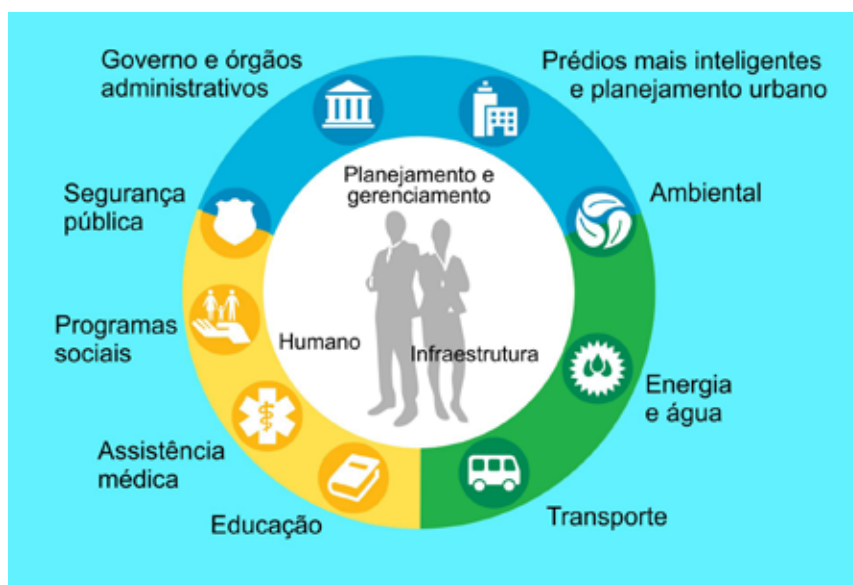 Governo e órgãos
administrativos
Prédios mais inteligentes
e planejamento urbano
Planejamento e
gerenciamento
Segurança
pública
Ambiental
Programas
sociais
Humano
Infraestrutura
Energia
e água
Assistência
médica
Educação
Transporte